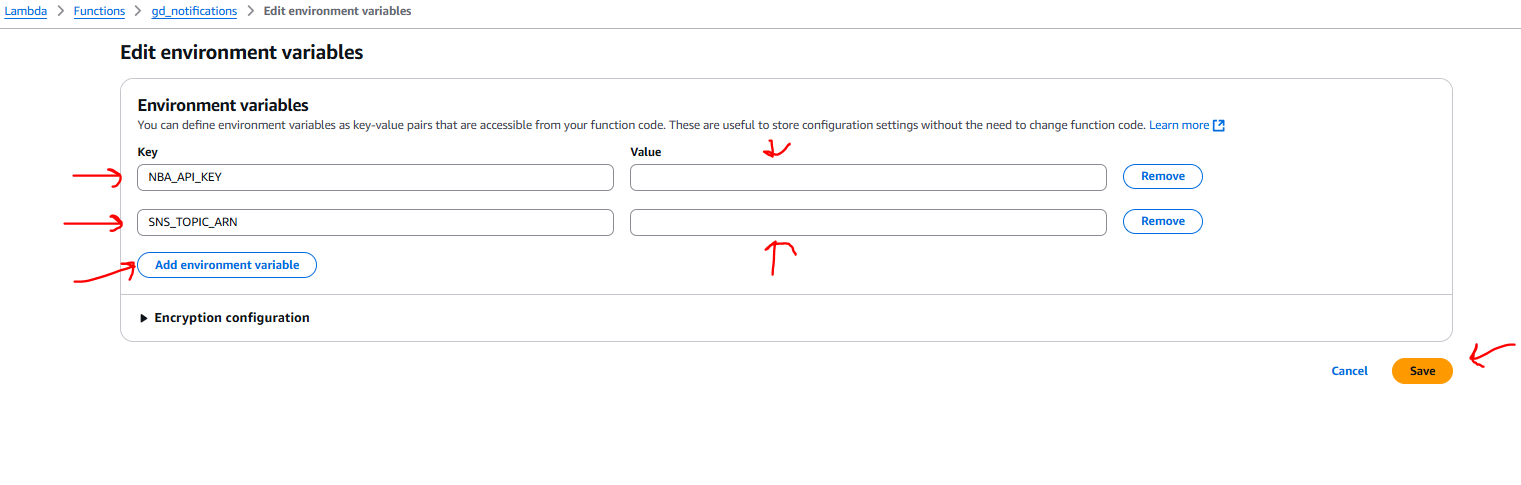 Lambda > Functions > gd_notifications > Edit environment variables
Edit environment variables
Environment variables
You can define environment variables as key-value pairs that are accessible from your function code. These are useful to store configuration settings without the need to change function code. Learn more
Key Value
NBA_API_KEY Remove
SNS_TOPIC_ARN Remove
Add environment variable
Encryption configuration
Cancel Save